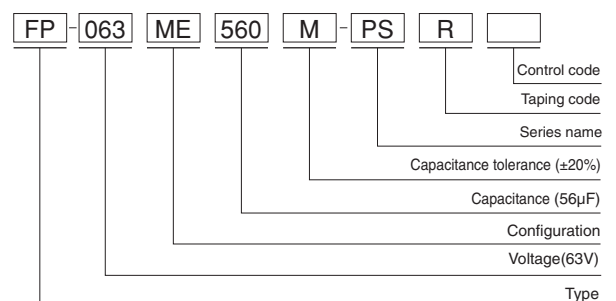 FP-063 ME 560 M-PS R
Control code
Taping code
Series name
Capacitance tolerance (±20%)
Capacitance (56μF)
Configuration
Voltage(63V)
Type